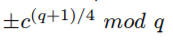 ±c^{(q+1)/4} mod q